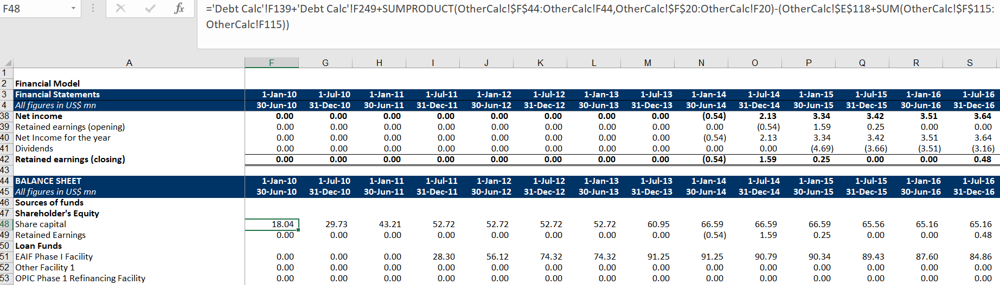 F48 fx ='Debt Calc'!F139+'Debt Calc'!F249+SUMPRODUCT(OtherCalc!$F$44:OtherCalc!F44,OtherCalc!$F$20:OtherCalc!F20)-(OtherCalc!$E$118+SUM(OtherCalc!$F$115:
OtherCalc!F115))
A F G H I J K L M N O P Q R S
1
2 Financial Model
3 Financial Statements 1-Jan-10 1-Jul-10 1-Jan-11 1-Jul-11 1-Jan-12 1-Jul-12 1-Jan-13 1-Jul-13 1-Jan-14 1-Jul-14 1-Jan-15 1-Jul-15 1-Jan-16 1-Jul-16
4 All figures in US$ mn 30-Jun-10 31-Dec-10 30-Jun-11 31-Dec-11 30-Jun-12 31-Dec-12 30-Jun-13 31-Dec-13 30-Jun-14 31-Dec-14 30-Jun-15 31-Dec-15 30-Jun-16 31-Dec-16
38 Net income 0.00 0.00 0.00 0.00 0.00 0.00 0.00 0.00 (0.54) 2.13 3.34 3.42 3.51 3.64
39 Retained earnings (opening) 0.00 0.00 0.00 0.00 0.00 0.00 0.00 0.00 0.00 (0.54) 1.59 0.25 0.00 0.00
40 Net Income for the year 0.00 0.00 0.00 0.00 0.00 0.00 0.00 0.00 (0.54) 2.13 3.34 3.42 3.51 3.64
41 Dividends 0.00 0.00 0.00 0.00 0.00 0.00 0.00 0.00 0.00 0.00 (4.69) (3.66) (3.51) (3.16)
42 Retained earnings (closing) 0.00 0.00 0.00 0.00 0.00 0.00 0.00 0.00 (0.54) 1.59 0.25 0.00 0.00 0.48
43
44 BALANCE SHEET 1-Jan-10 1-Jul-10 1-Jan-11 1-Jul-11 1-Jan-12 1-Jul-12 1-Jan-13 1-Jul-13 1-Jan-14 1-Jul-14 1-Jan-15 1-Jul-15 1-Jan-16 1-Jul-16
45 All figures in US$ mn 30-Jun-10 31-Dec-10 30-Jun-11 31-Dec-11 30-Jun-12 31-Dec-12 30-Jun-13 31-Dec-13 30-Jun-14 31-Dec-14 30-Jun-15 31-Dec-15 30-Jun-16 31-Dec-16
46 Sources of funds
47 Shareholder's Equity
48 Share capital 18.04 29.73 43.21 52.72 52.72 52.72 52.72 60.95 66.59 66.59 66.59 65.56 65.16 65.16
49 Retained Earnings 0.00 0.00 0.00 0.00 0.00 0.00 0.00 0.00 (0.54) 1.59 0.25 0.00 0.00 0.48
50 Loan Funds
51 EAIF Phase I Facility 0.00 0.00 0.00 28.30 56.12 74.32 74.32 91.25 91.25 90.79 90.34 89.43 87.60 84.86
52 Other Facility 1 0.00 0.00 0.00 0.00 0.00 0.00 0.00 0.00 0.00 0.00 0.00 0.00 0.00 0.00
53 OPIC Phase 1 Refinancing Facility 0.00 0.00 0.00 0.00 0.00 0.00 0.00 0.00 0.00 0.00 0.00 0.00 0.00 0.00